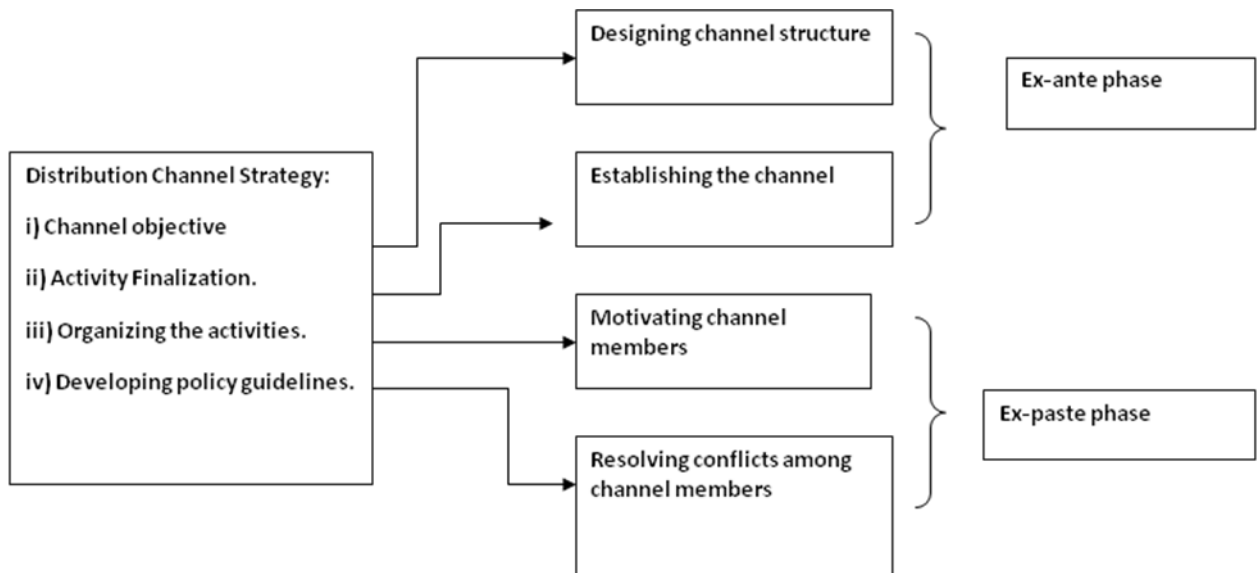 Designing channel structure
Ex-ante phase
Distribution Channel Strategy:
i) Channel objective
ii) Activity Finalization.
iii) Organizing the activities.
iv) Developing policy guidelines.
Establishing the channel
Motivating channel
members
Ex-paste phase
Resolving conflicts among
channel members